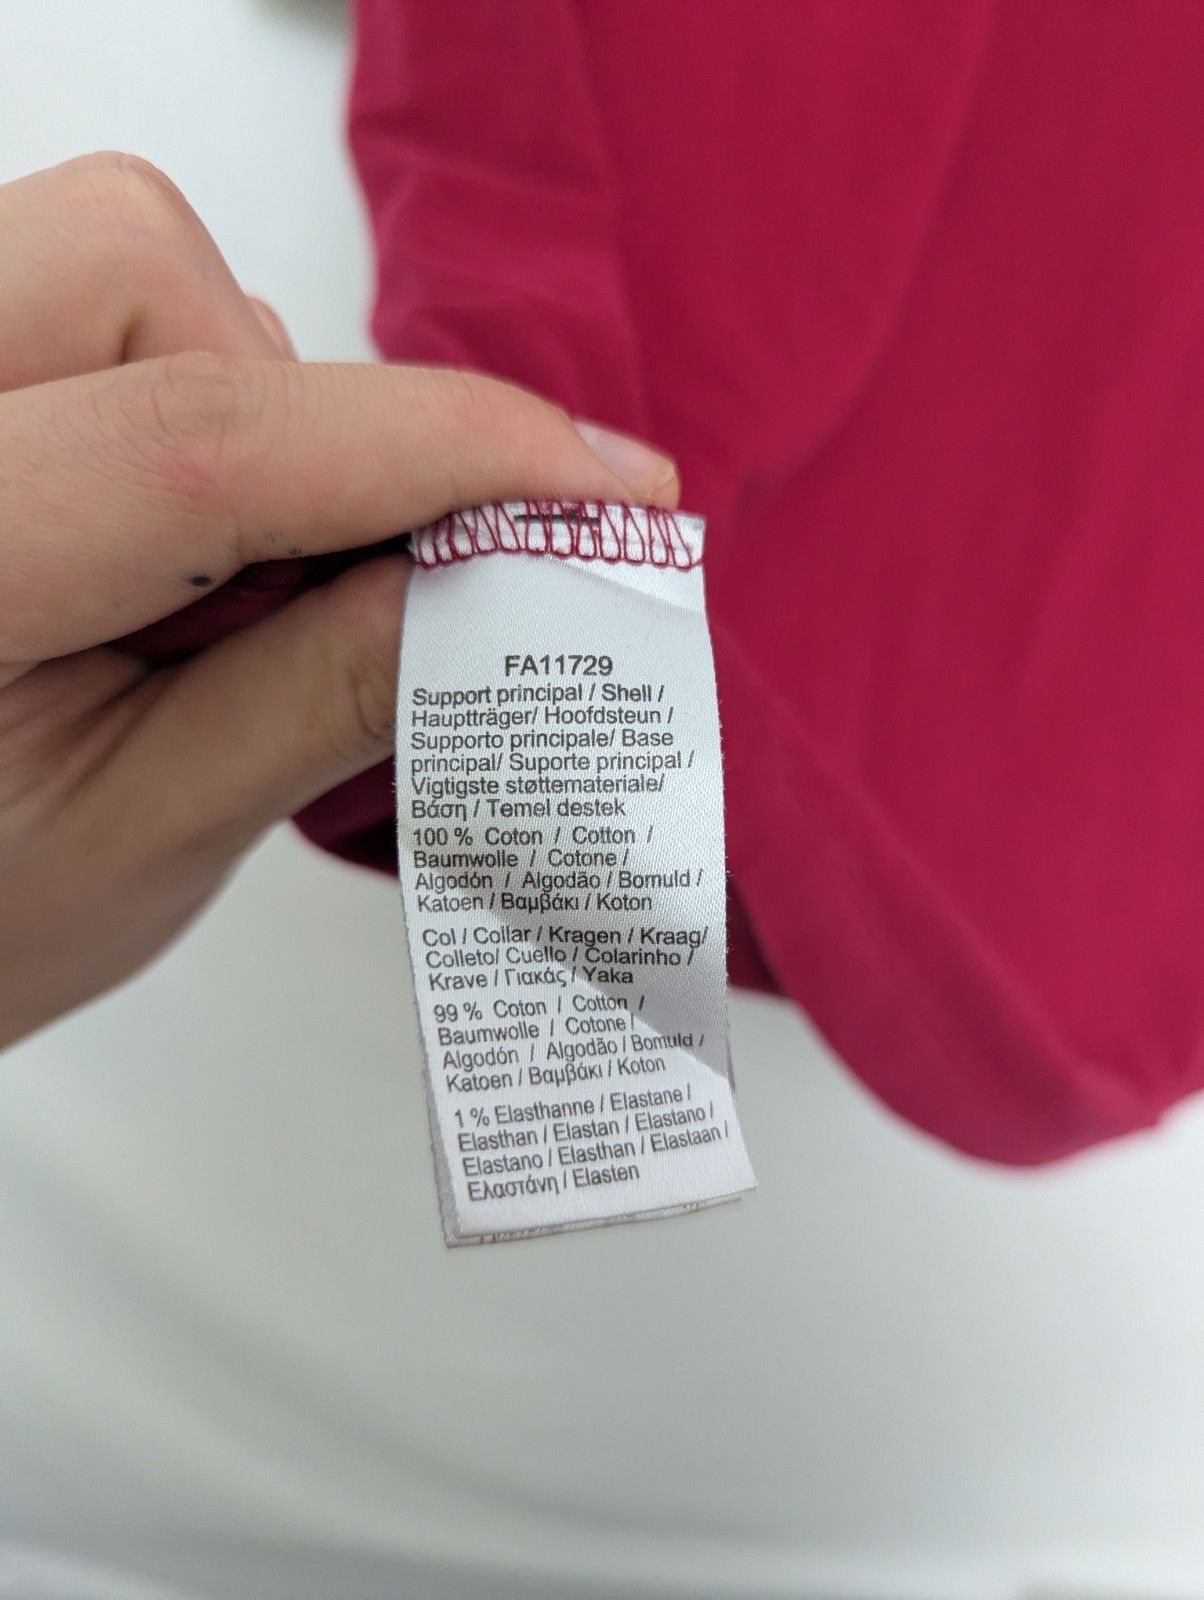 FA11729
Support principal / Shell /
Hauptträger/ Hoofdsteun /
Supporto principale/ Base
principal/ Suporte principal /
Vigtigste støttemateriale/
Βάση / Temel destek
100 % Coton / Cotton /
Baumwolle / Cotone /
Algodón / Algodão / Bomuld /
Katoen / Βαμβάκι / Koton
Col / Collar / Kragen / Kraag/
Colleto/ Cuello / Colarinho /
Krave / Γιακάς / Yaka
99 % Coton / Cotton /
Baumwolle / Cotone /
Algodón / Algodão / Bomuld /
Katoen / Βαμβάκι / Koton
1 % Elasthanne / Elastane /
Elasthan / Elastan / Elastano /
Elastano / Elasthan / Elastaan /
Ελαστάνη / Elasten